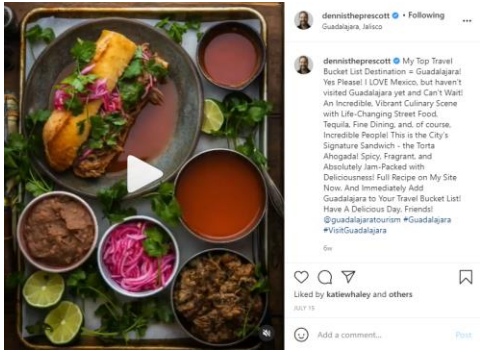 dennistheprescott • Following
Guadalajara, Jalisco
dennistheprescott My Top Travel
Bucket List Destination = Guadalajara!
Yes Please! I LOVE Mexico, but haven't
visited Guadalajara yet and Can't Wait!
An Incredible, Vibrant Culinary Scene
with Life-Changing Street Food,
Tequila, Fine Dining, and, of course,
Incredible People! This is the City's
Signature Sandwich - the Torta
Ahogada! Spicy, Fragrant, and
Absolutely Jam-Packed with
Deliciousness! Full Recipe on My Site
Now. And Immediately Add
Guadalajara to Your Travel Bucket List!
Have A Delicious Day, Friends!
@guadalajaratourism #Guadalajara
#VisitGuadalajara
6w
Liked by katiewhaley and others
JULY 15
Add a comment...
Post